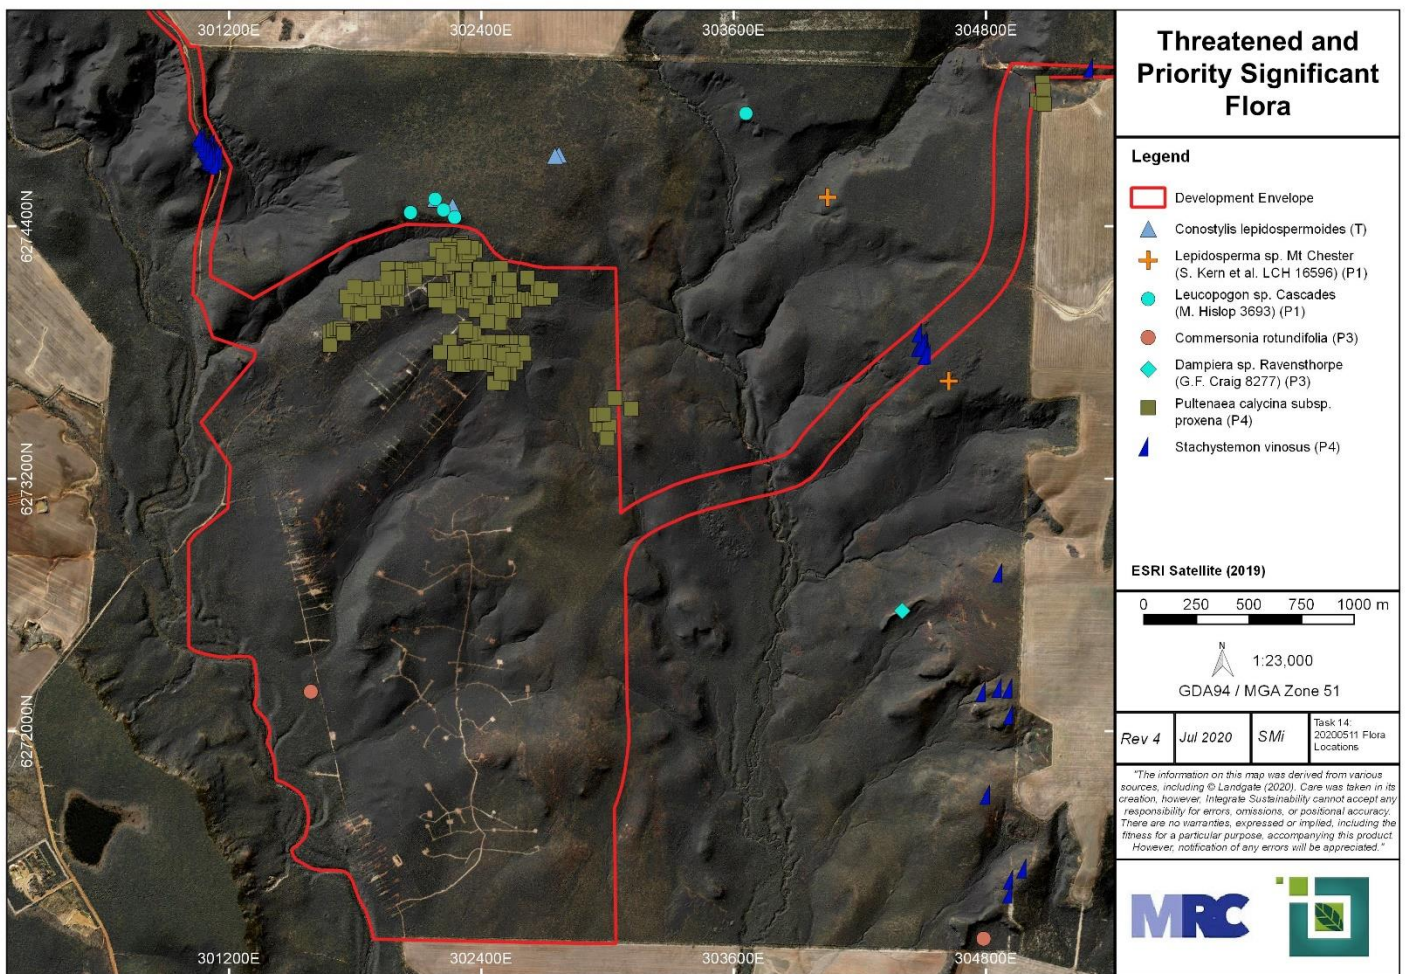 301200E
302400E
303600E
304800E
6274400N
6273200N
6272000N
301200E
302400E
303600E
304800E
Threatened and
Priority Significant
Flora
Legend
Development Envelope
Conostylis lepidospermoides (T)
Lepidosperma sp. Mt Chester
(S. Kern et al. LCH 16596) (P1)
Leucopogon sp. Cascades
(M. Hislop 3693) (P1)
Commersonia rotundifolia (P3)
Dampiera sp. Ravensthorpe
(G.F. Craig 8277) (P3)
Pultenaea calycina subsp.
proxena (P4)
Stachystemon vinosus (P4)
ESRI Satellite (2019)
0 250 500 750 1000 m
N
1:23,000
GDA94 / MGA Zone 51
Rev 4
Jul 2020
SMi
Task 14:
20200511 Flora
Locations
"The information on this map was derived from various
sources, including © Landgate (2020). Care was taken in its
creation, however, Integrate Sustainability cannot accept any
responsibility for errors, omissions, or positional accuracy.
There are no warranties, expressed or implied, including the
fitness for a particular purpose, accompanying this product.
However, notification of any errors will be appreciated."
MRC